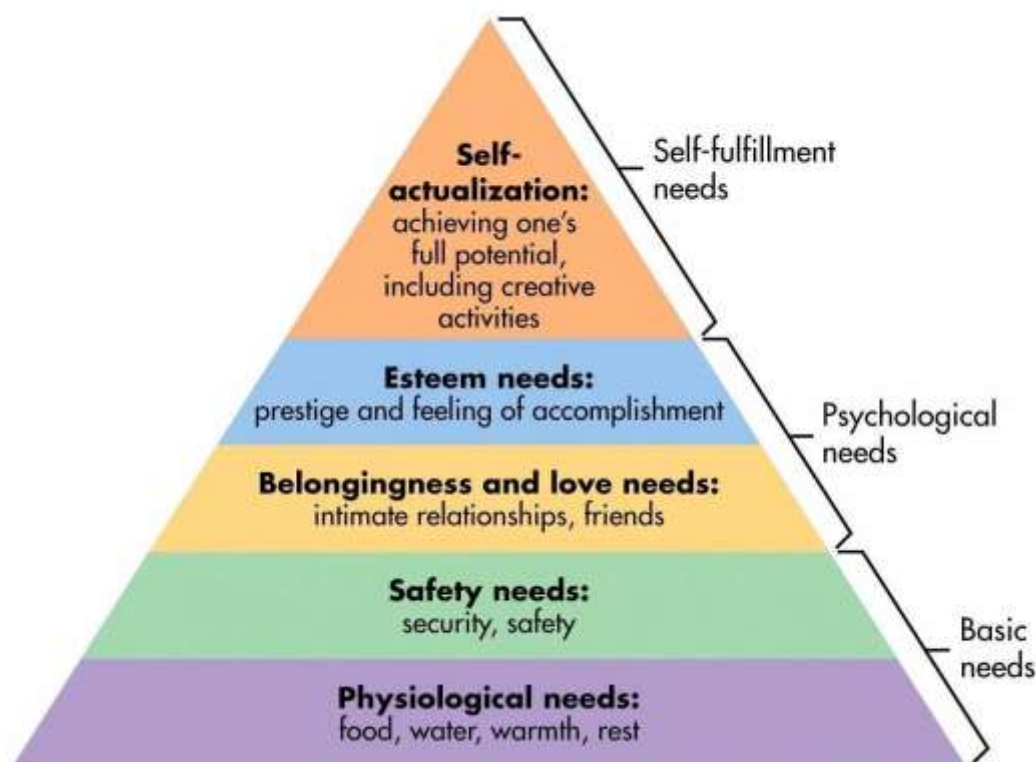 Self-
actualization:
achieving one's
full potential,
including creative
activities
Self-fulfillment
needs
Esteem needs:
prestige and feeling of accomplishment
Belongingness and love needs:
intimate relationships, friends
Psychological
needs
Safety needs:
security, safety
Physiological needs:
food, water, warmth, rest
Basic
needs